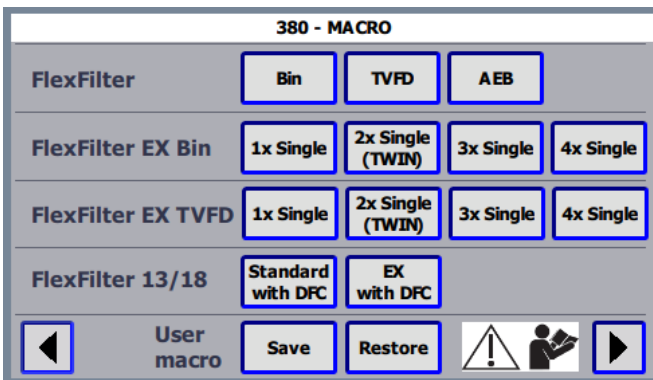 380 - MACRO
FlexFilter Bin TVFD AEB
FlexFilter EX Bin 1x Single 2x Single (TWIN) 3x Single 4x Single
FlexFilter EX TVFD 1x Single 2x Single (TWIN) 3x Single 4x Single
FlexFilter 13/18 Standard with DFC EX with DFC
User macro Save Restore